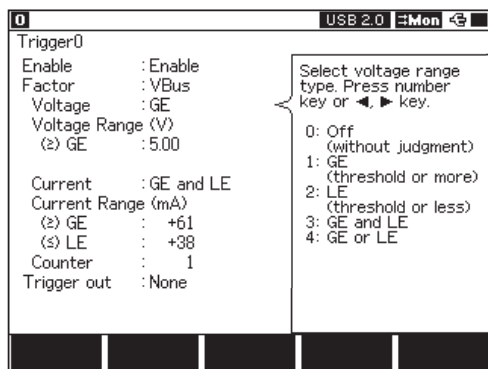 0 USB 2.0 Mon
Trigger0
Enable :Enable
Factor :VBus
Voltage :GE
Voltage Range (V)
(≥) GE :5.00
Current :GE and LE
Current Range (mA)
(≥) GE : +61
(≤) LE : +38
Counter : 1
Trigger out :None
Select voltage range
type. Press number
key or ◄, ► key.
0: Off
(without judgment)
1: GE
(threshold or more)
2: LE
(threshold or less)
3: GE and LE
4: GE or LE